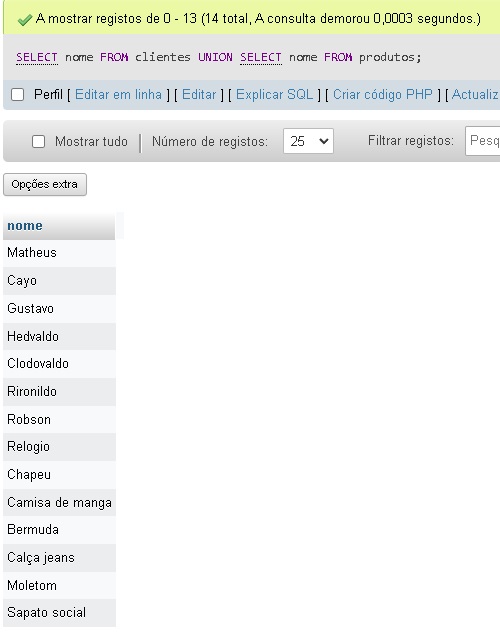 A mostrar registos de 0 - 13 (14 total, A consulta demorou 0,0003 segundos.)
SELECT nome FROM clientes UNION SELECT nome FROM produtos;
Perfil [ Editar em linha ] [ Editar ] [ Explicar SQL ] [ Criar código PHP ] [ Actualiz
Mostrar tudo Número de registos: 25 Filtrar registos: Pesq
Opções extra
nome
Matheus
Cayo
Gustavo
Hedvaldo
Clodovaldo
Rironildo
Robson
Relogio
Chapeu
Camisa de manga
Bermuda
Calça jeans
Moletom
Sapato social